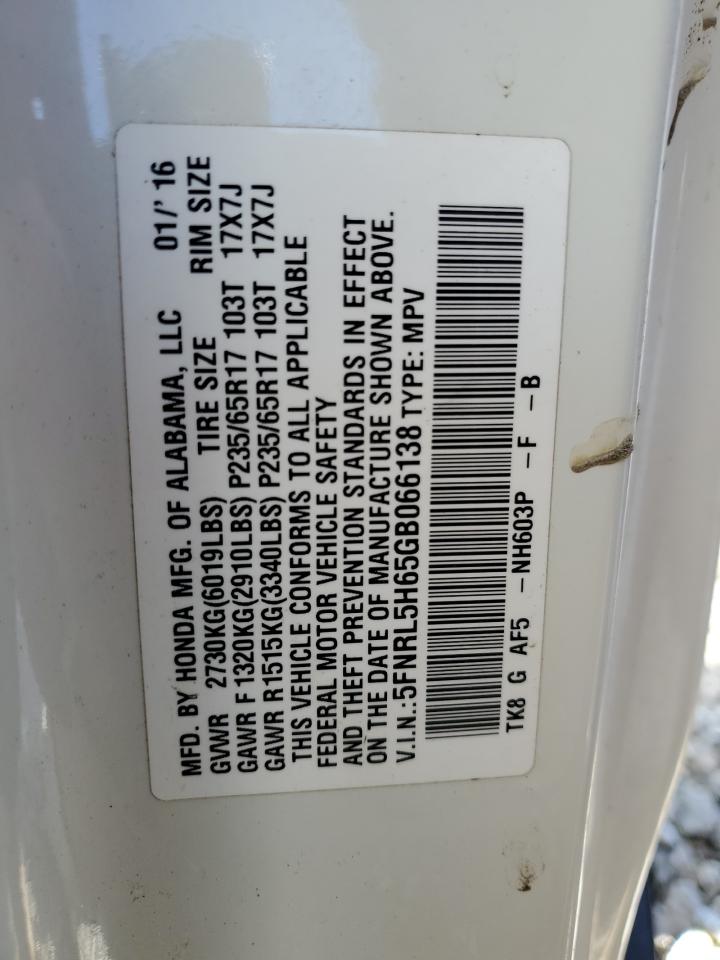 MFD. BY HONDA MFG. OF ALABAMA, LLC 01/' 16
GVWR 2730KG(6019LBS) TIRE SIZE RIM SIZE
GAWR F 1320KG(2910LBS) P235/65R17 103T 17X7J
GAWR R 1515KG(3340LBS) P235/65R17 103T 17X7J
THIS VEHICLE CONFORMS TO ALL APPLICABLE
FEDERAL MOTOR VEHICLE SAFETY
AND THEFT PREVENTION STANDARDS IN EFFECT
ON THE DATE OF MANUFACTURE SHOWN ABOVE.
V.I.N.:5FNRL5H65GB066138 TYPE: MPV
TK8 G AF5 -NH603P -F -B